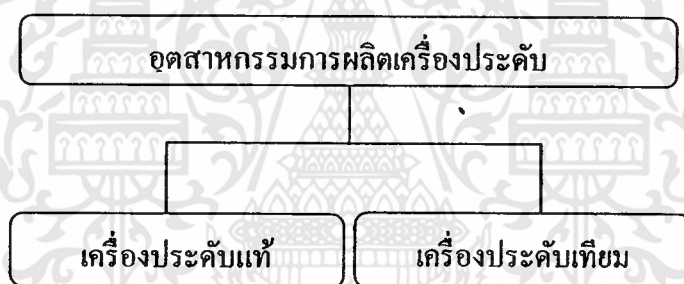 อุตสาหกรรมการผลิตเครื่องประดับ
เครื่องประดับแท้
เครื่องประดับเทียม